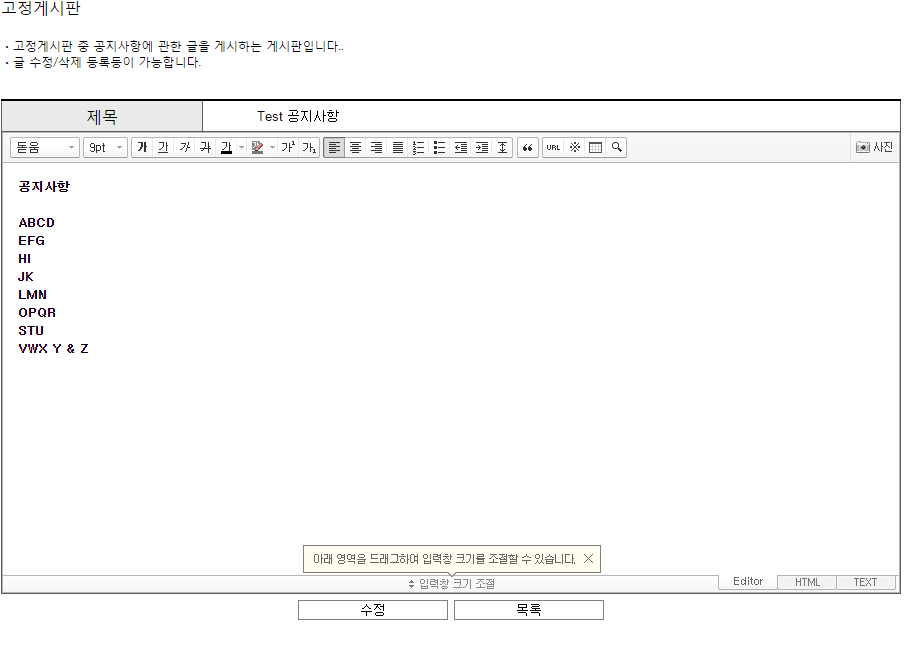 고정게시판
· 고정게시판 중 공지사항에 관한 글을 게시하는 게시판입니다..
· 글 수정/삭제 등록등이 가능합니다.
제목 Test 공지사항
돋움 9pt 가 가 가 가 가 가² 가₁ “ URL ※ 사진
공지사항
ABCD
EFG
HI
JK
LMN
OPQR
STU
VWX Y & Z
아래 영역을 드래그하여 입력창 크기를 조절할 수 있습니다.
입력창 크기 조절 Editor HTML TEXT
수정 목록